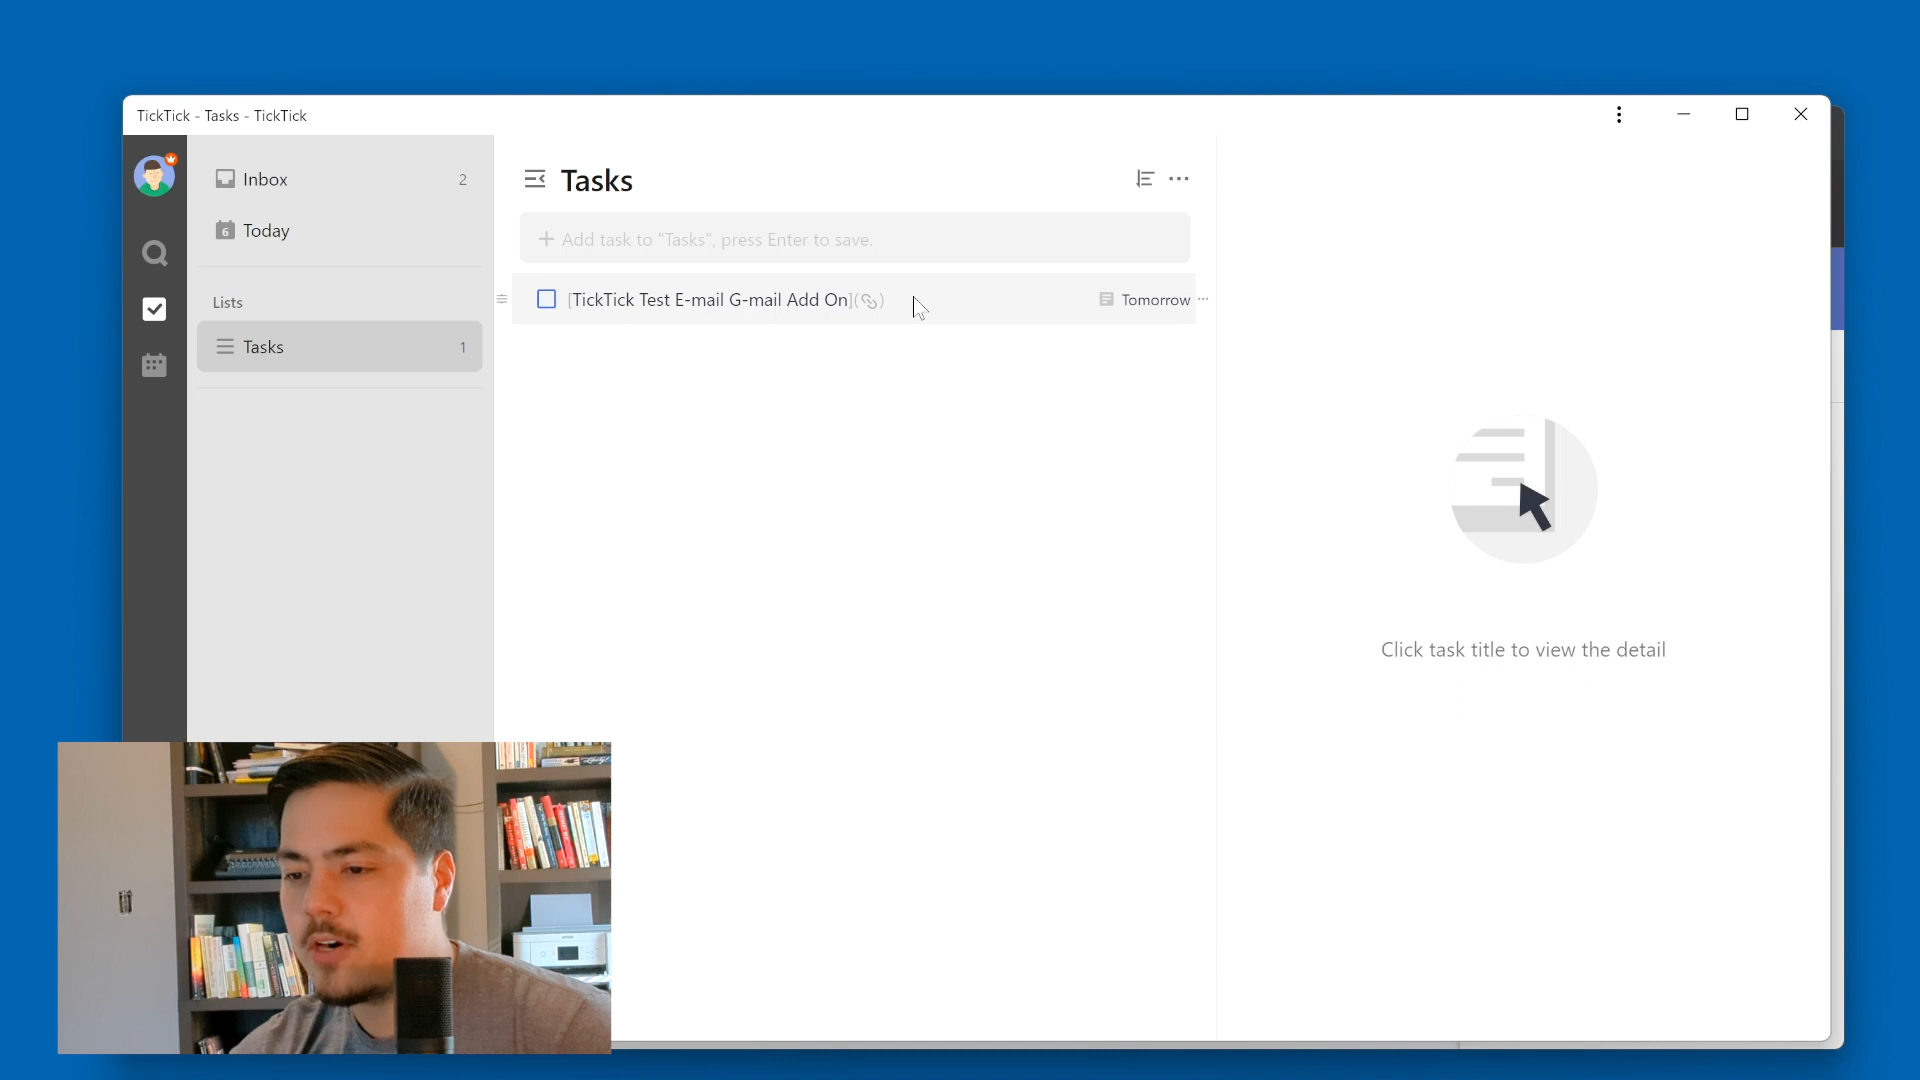 TickTick - Tasks - TickTick
Inbox 2
6 Today
Lists
Tasks 1
Tasks
Add task to "Tasks", press Enter to save.
[TickTick Test E-mail G-mail Add On]( ) Tomorrow
Click task title to view the detail